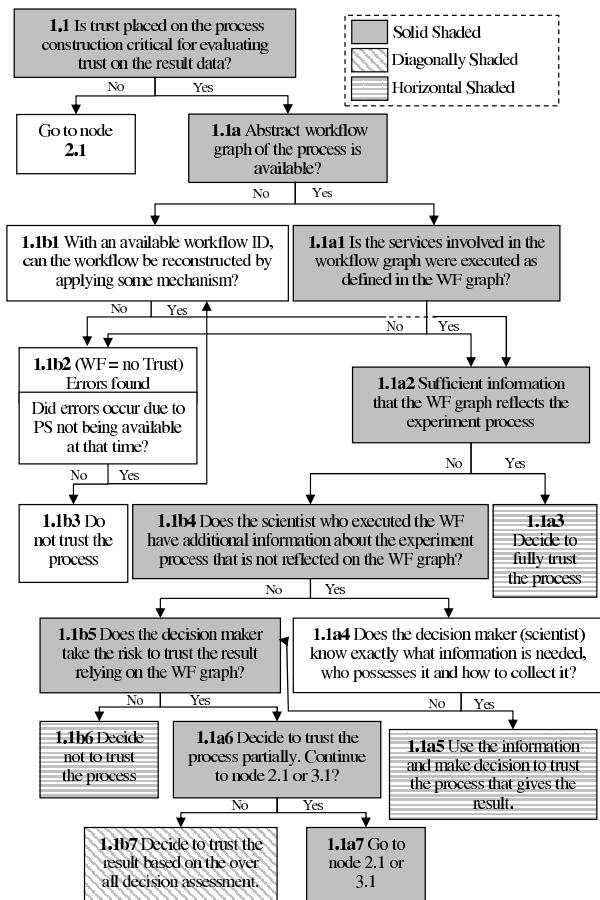 1.1 Is trust placed on the process
construction critical for evaluating
trust on the result data?
Solid Shaded
Diagonally Shaded
Horizontal Shaded
No
Yes
Go to node
2.1
1.1a Abstract workflow
graph of the process is
available?
No
Yes
1.1b1 With an available workflow ID,
can the workflow be reconstructed by
applying some mechanism?
1.1a1 Is the services involved in the
workflow graph were executed as
defined in the WF graph?
No
Yes
No
Yes
1.1b2 (WF = no Trust)
Errors found
Did errors occur due to
PS not being available
at that time?
1.1a2 Sufficient information
that the WF graph reflects the
experiment process
No
Yes
No
Yes
1.1b3 Do
not trust the
process
1.1b4 Does the scientist who executed the WF
have additional information about the experiment
process that is not reflected on the WF graph?
1.1a3
Decide to
fully trust
the process
No
Yes
1.1b5 Does the decision maker
take the risk to trust the result
relying on the WF graph?
1.1a4 Does the decision maker (scientist)
know exactly what information is needed,
who possesses it and how to collect it?
No
Yes
No
Yes
1.1b6 Decide
not to trust
the process
1.1a6 Decide to trust the
process partially. Continue
to node 2.1 or 3.1?
1.1a5 Use the information
and make decision to trust
the process that gives the
result.
No
Yes
1.1b7 Decide to trust the
result based on the over
all decision assessment.
1.1a7 Go to
node 2.1 or
3.1